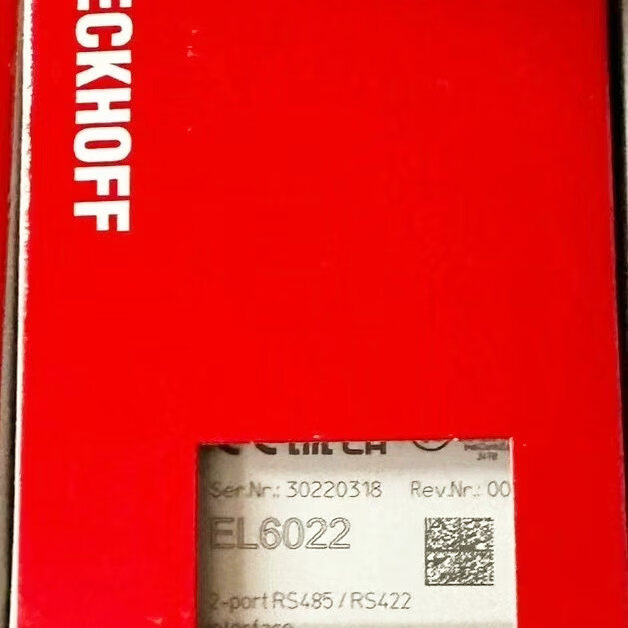 ECKHOFF
Ser.Nr.: 30220318 Rev.Nr.: 00
EL6022
2-port RS485 / RS422